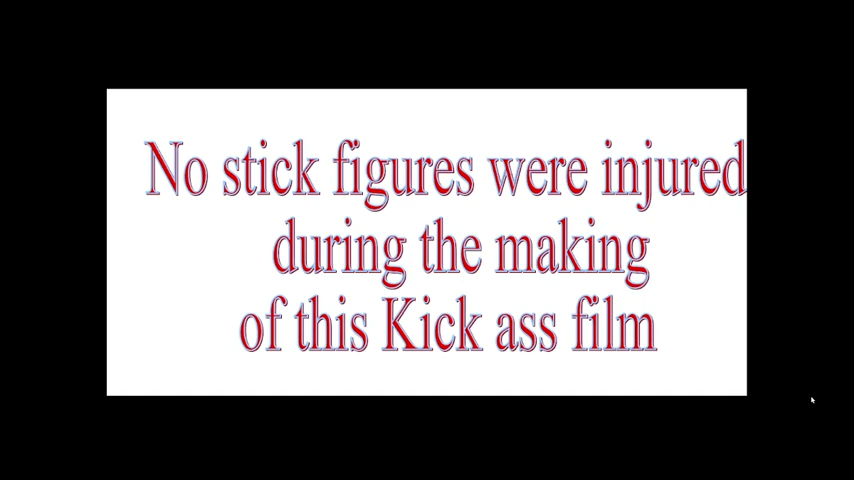 No stick figures were injured
during the making
of this Kick ass film